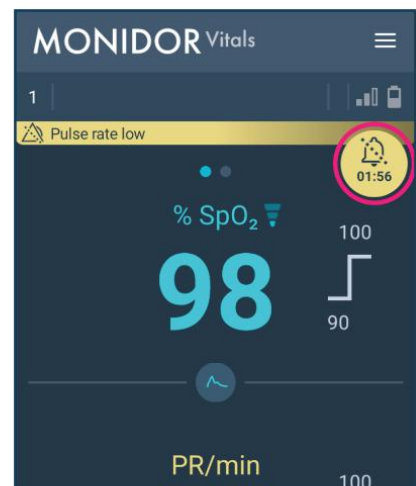 MONIDOR Vitals
1
Pulse rate low
01:56
% SpO₂
100
98
90
PR/min
100